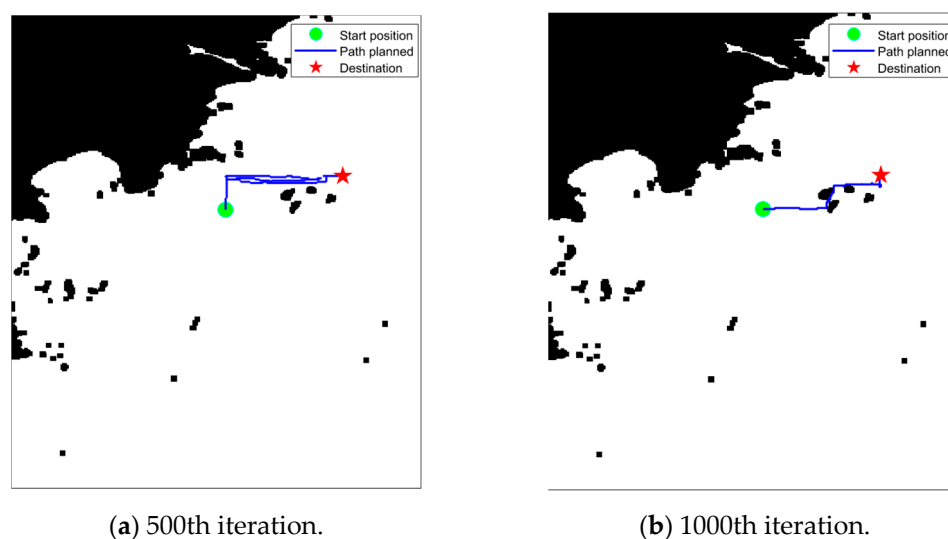 Start position
Path planned
Destination
Start position
Path planned
Destination
(a) 500th iteration.
(b) 1000th iteration.